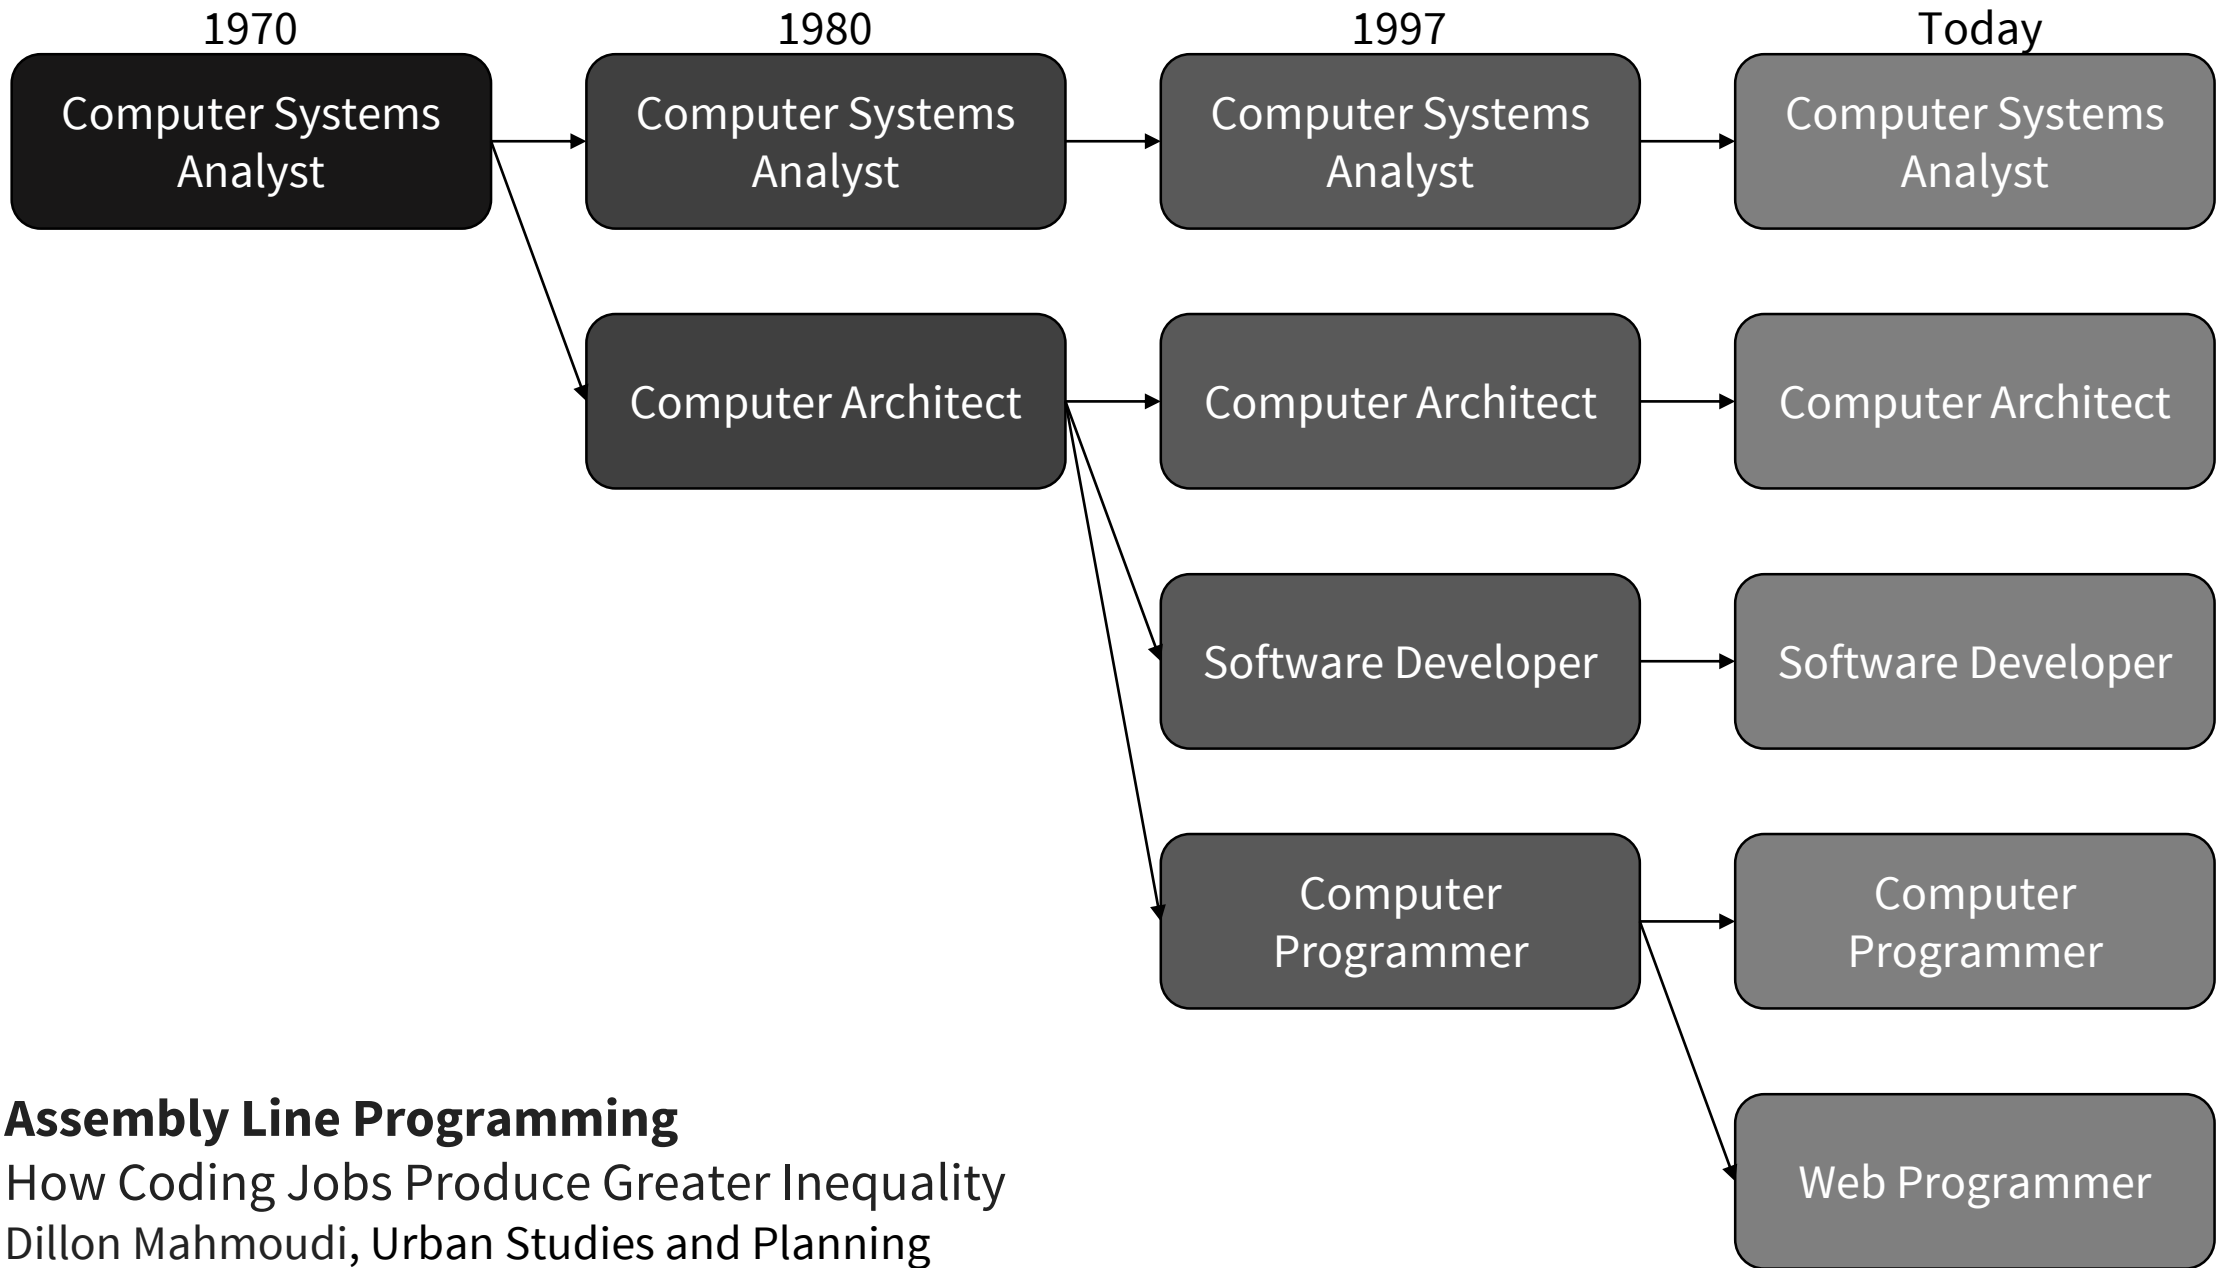 1970
1980
1997
Today
Computer Systems
Analyst
Computer Systems
Analyst
Computer Systems
Analyst
Computer Systems
Analyst
Computer Architect
Computer Architect
Computer Architect
Software Developer
Software Developer
Computer
Programmer
Computer
Programmer
Web Programmer
Assembly Line Programming
How Coding Jobs Produce Greater Inequality
Dillon Mahmoudi, Urban Studies and Planning